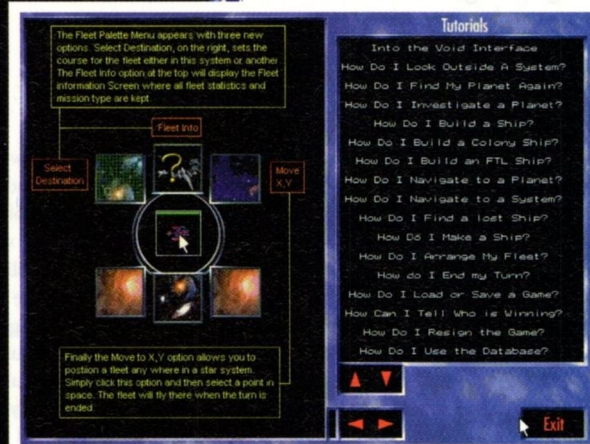 The Fleet Palette Menu appears with three new
options. Select Destination, on the right, sets the
course for the fleet either in this system or another
The Fleet Info option at the top will display the Fleet
Information Screen where all fleet statistics and
mission type are kept.
Fleet Info
Select
Destination
Move
X,Y
Finally the Move to X,Y option allows you to
postiion a fleet any where in a star system.
Simply click this option and then select a point in
space. The fleet will fly there when the turn is
ended.
Tutorials
Into the Void Interface
How Do I Look Outside A System?
How Do I Find My Planet Again?
How Do I Investigate a Planet?
How Do I Build a Ship?
How Do I Build a Colony Ship?
How Do I Build an FTL Ship?
How Do I Navigate to a Planet?
How Do I Navigate to a System?
How Do I Find a lost Ship?
How Do I Make a Ship?
How Do I Arrange My Fleet?
How do I End my Turn?
How Do I Load or Save a Game?
How Can I Tell Who is Winning?
How Do I Resign the Game?
How Do I Use the Database?
Exit